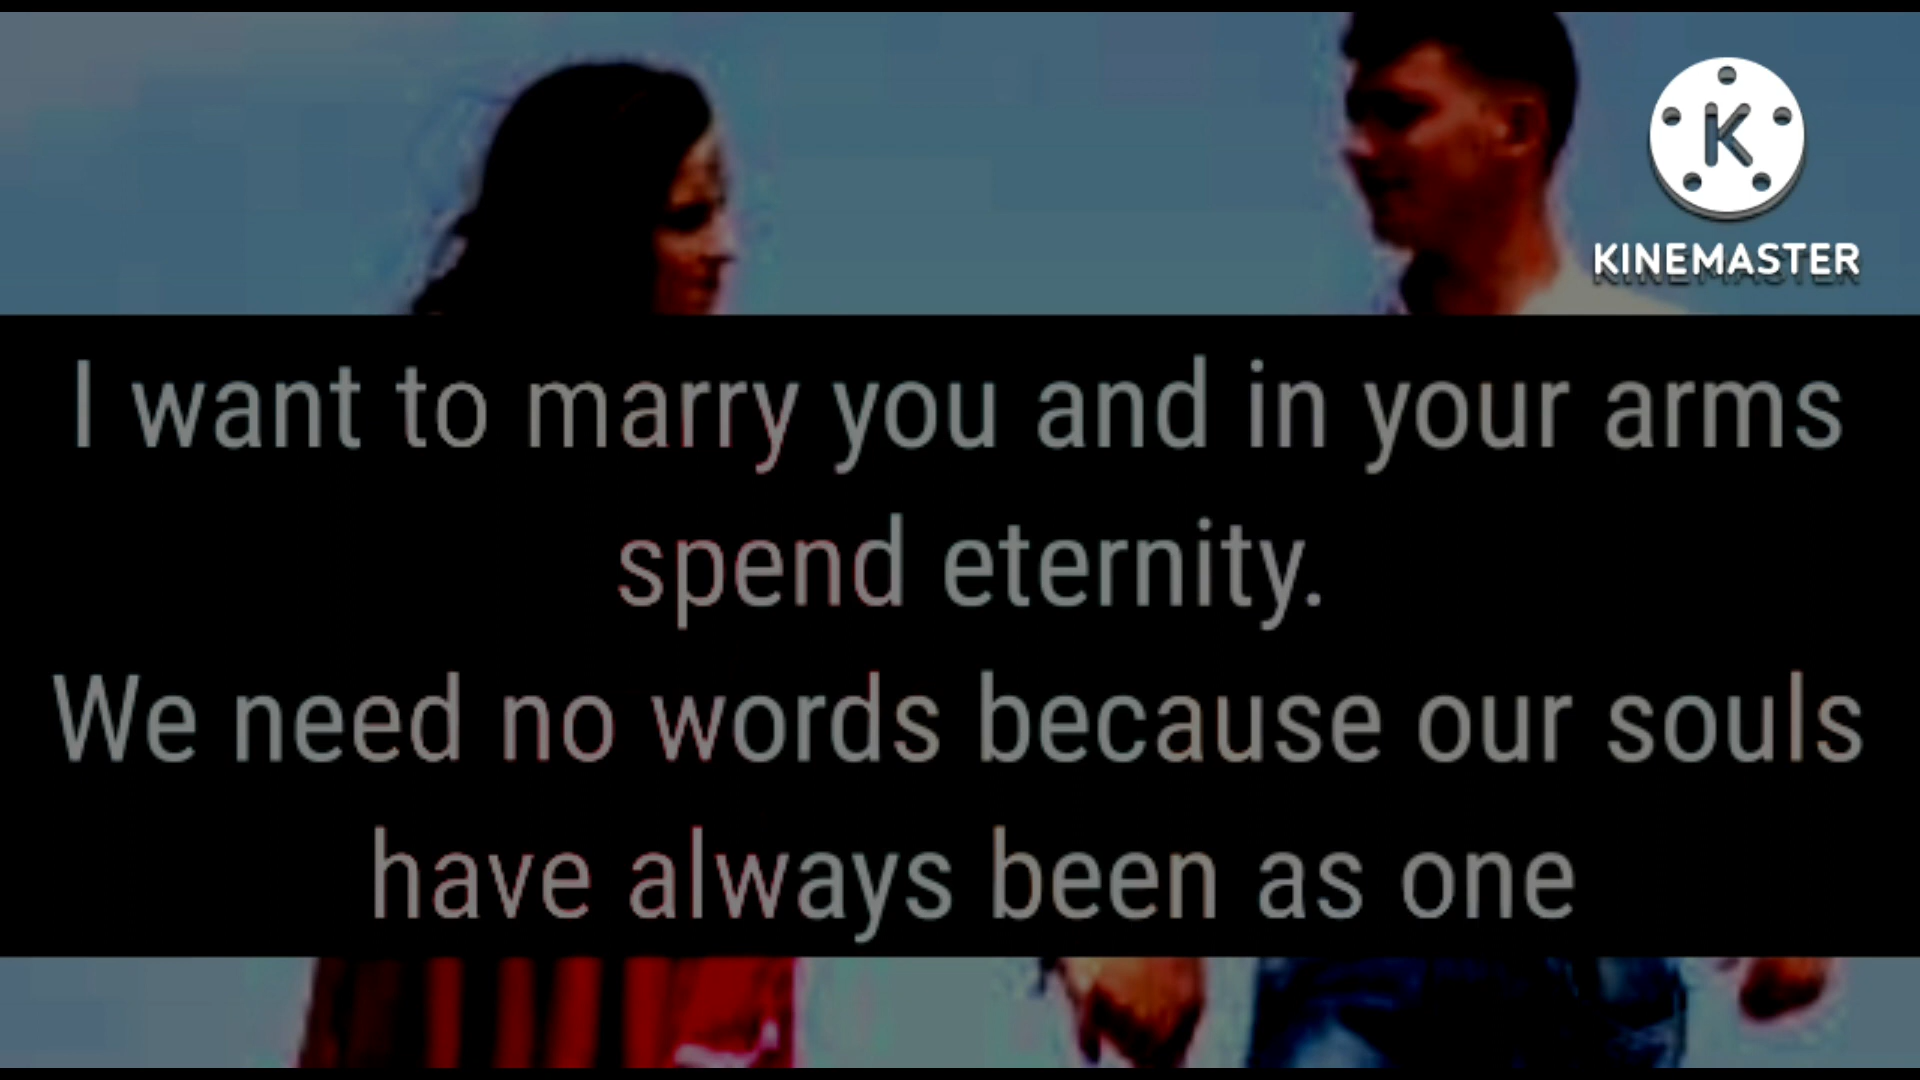 K
KINEMASTER
I want to marry you and in your arms
spend eternity.
We need no words because our souls
have always been as one